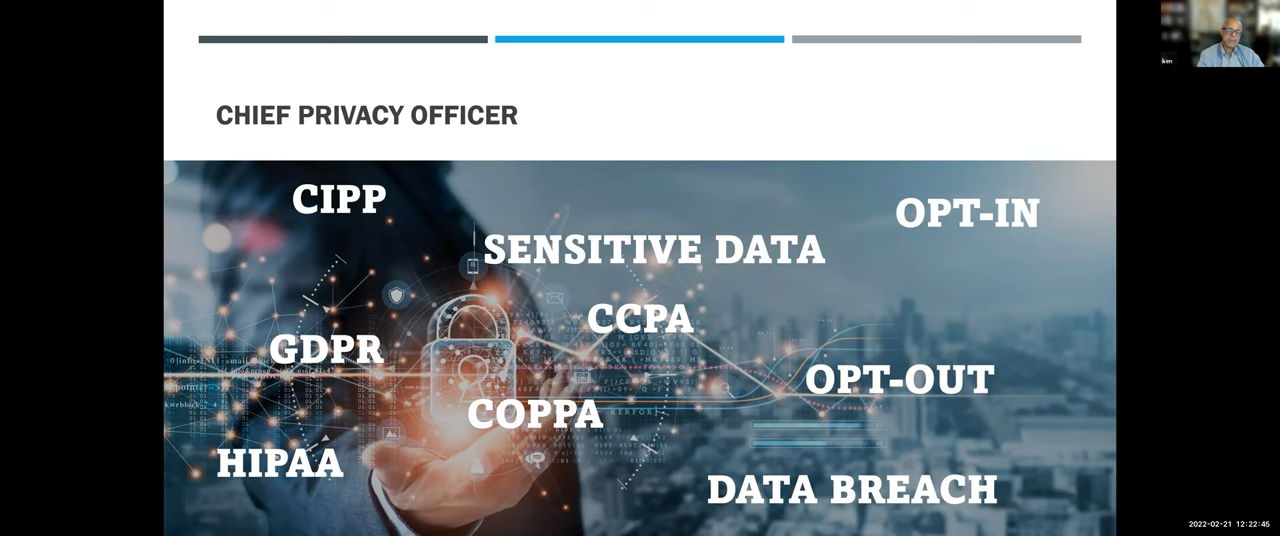 CHIEF PRIVACY OFFICER
ken
CIPP
OPT-IN
SENSITIVE DATA
CCPA
GDPR
OPT-OUT
COPPA
HIPAA
DATA BREACH
2022-02-21 12:22:45